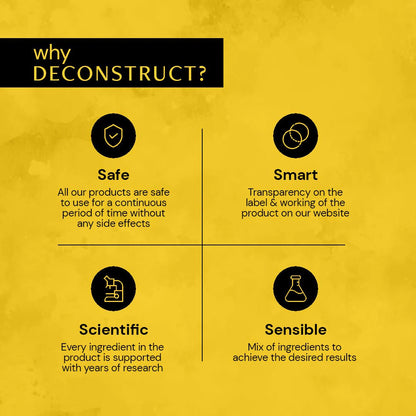 why
DECONSTRUCT?
Safe
All our products are safe
to use for a continuous
period of time without
any side effects
Smart
Transparency on the
label & working of the
product on our website
Scientific
Every ingredient in the
product is supported
with years of research
Sensible
Mix of ingredients to
achieve the desired results